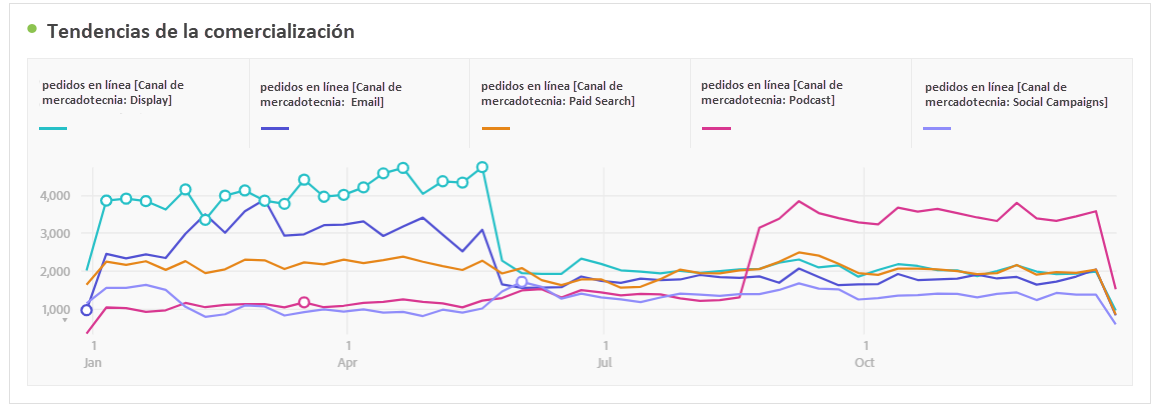 Tendencias de la comercialización
pedidos en línea [Canal de
mercadotecnia: Display]
pedidos en línea [Canal de
mercadotecnia:  Email]
pedidos en línea [Canal de
mercadotecnia: Paid Search]
pedidos en línea [Canal de
mercadotecnia: Podcast]
pedidos en línea [Canal de
mercadotecnia: Social Campaigns]
4,000
3,000
2,000
1,000
1 1 1 1
Jan Apr Jul Oct